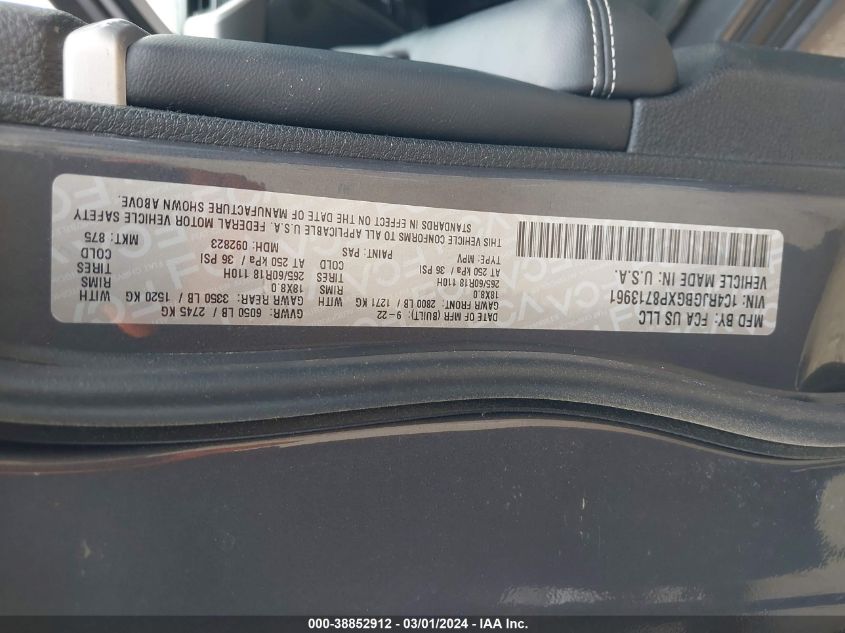 MFD BY: FCA US LLC
DATE OF MFR (BUILT): 9-22
GVWR: 6050 LB / 2745 KG
GAWR FRONT: 2800 LB / 1271 KG WITH
18X8.0 RIMS
265/60R18 110H TIRES
AT 250 kPa / 36 PSI COLD
GAWR REAR: 3350 LB / 1520 KG WITH
18X8.0 RIMS
265/60R18 110H TIRES
AT 250 kPa / 36 PSI COLD
VIN: 1C4RJGBGXP8713961
VEHICLE MADE IN: U.S.A.
TYPE: MPV
PAINT: PAS
MDH: 092823
MKT: 875
THIS VEHICLE CONFORMS TO ALL APPLICABLE U.S.A. FEDERAL MOTOR VEHICLE SAFETY
STANDARDS IN EFFECT ON THE DATE OF MANUFACTURE SHOWN ABOVE.
000-38852912 - 03/01/2024 - IAA Inc.